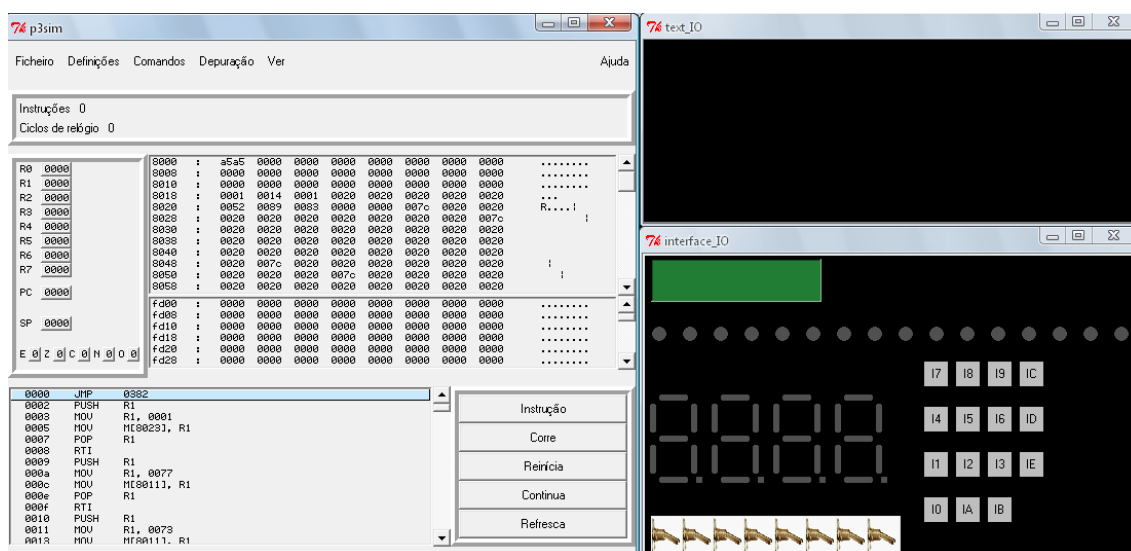 p3sim
Ficheiro Definições Comandos Depuração Ver Ajuda
Instruções 0
Ciclos de relógio 0
R0 0000
R1 0000
R2 0000
R3 0000
R4 0000
R5 0000
R6 0000
R7 0000
PC 0000
SP 0000
E 0 Z 0 C 0 N 0 O 0
8000 : a5a5 0000 0000 0000 0000 0000 0000 0000 ........
8008 : 0000 0000 0000 0000 0000 0000 0000 0000 ........
8010 : 0000 0000 0000 0000 0000 0000 0000 0000 ........
8018 : 0001 0014 0001 0020 0020 0020 0020 0020 ...
8020 : 0052 0089 0083 0000 0000 007c 0020 0020 R....¦
8028 : 0020 0020 0020 0020 0020 0020 0020 007c ¦
8030 : 0020 0020 0020 0020 0020 0020 0020 0020
8038 : 0020 0020 0020 0020 0020 0020 0020 0020
8040 : 0020 0020 0020 0020 0020 0020 0020 0020
8048 : 0020 007c 0020 0020 0020 0020 0020 0020 ¦
8050 : 0020 0020 0020 007c 0020 0020 0020 0020 ¦
8058 : 0020 0020 0020 0020 0020 0020 0020 0020
fd00 : 0000 0000 0000 0000 0000 0000 0000 0000 ........
fd08 : 0000 0000 0000 0000 0000 0000 0000 0000 ........
fd10 : 0000 0000 0000 0000 0000 0000 0000 0000 ........
fd18 : 0000 0000 0000 0000 0000 0000 0000 0000 ........
fd20 : 0000 0000 0000 0000 0000 0000 0000 0000 ........
fd28 : 0000 0000 0000 0000 0000 0000 0000 0000 ........
0000 JMP 0382
0002 PUSH R1
0003 MOV R1, 0001
0005 MOV M[8023], R1
0007 POP R1
0008 RTI
0009 PUSH R1
000a MOV R1, 0077
000c MOV M[8011], R1
000e POP R1
000f RTI
0010 PUSH R1
0011 MOV R1, 0073
0013 MOV M[8011], R1
Instrução
Corre
Reinícia
Continua
Refresca
text_IO
interface_IO
I7 I8 I9 IC
I4 I5 I6 ID
I1 I2 I3 IE
I0 IA IB